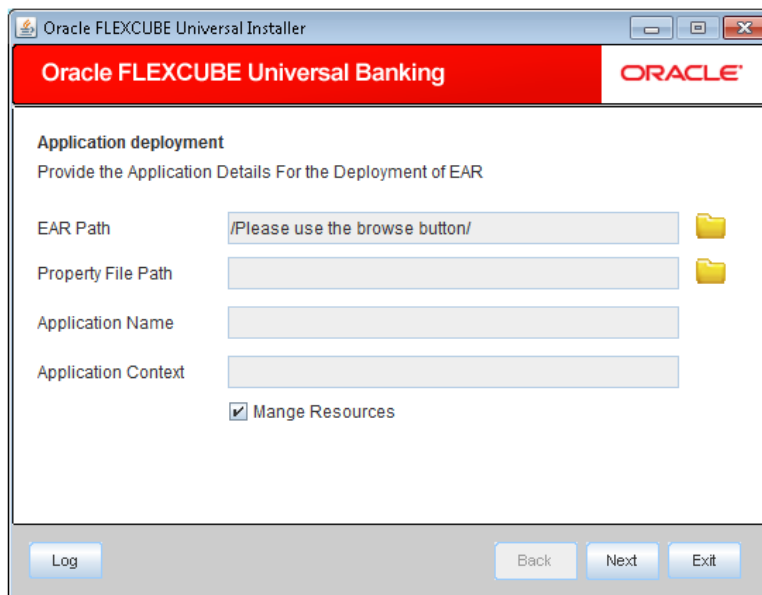 Oracle FLEXCUBE Universal Installer
Oracle FLEXCUBE Universal Banking
ORACLE
Application deployment
Provide the Application Details For the Deployment of EAR
EAR Path
/Please use the browse button/
Property File Path
Application Name
Application Context
Mange Resources
Log
Back
Next
Exit